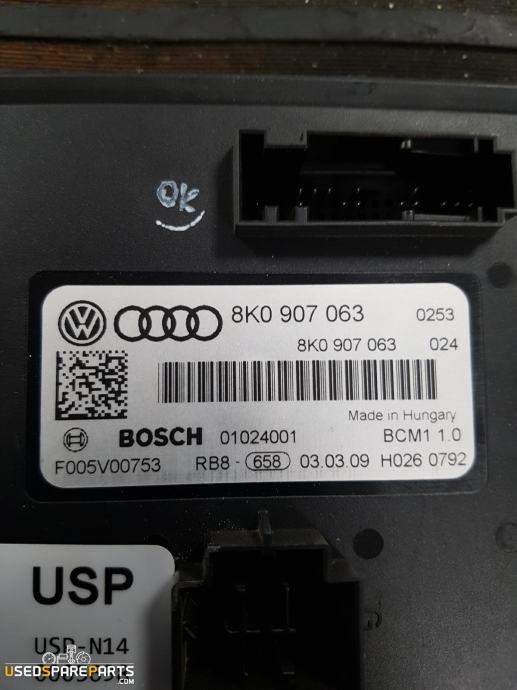 OK
8K0 907 063 0253
8K0 907 063 024
Made in Hungary
BOSCH 01024001 BCM1 1.0
F005V00753 RB8 - 658 03.03.09 H026 0792
USP
USP-N14
USEDSPAREPARTS.COM